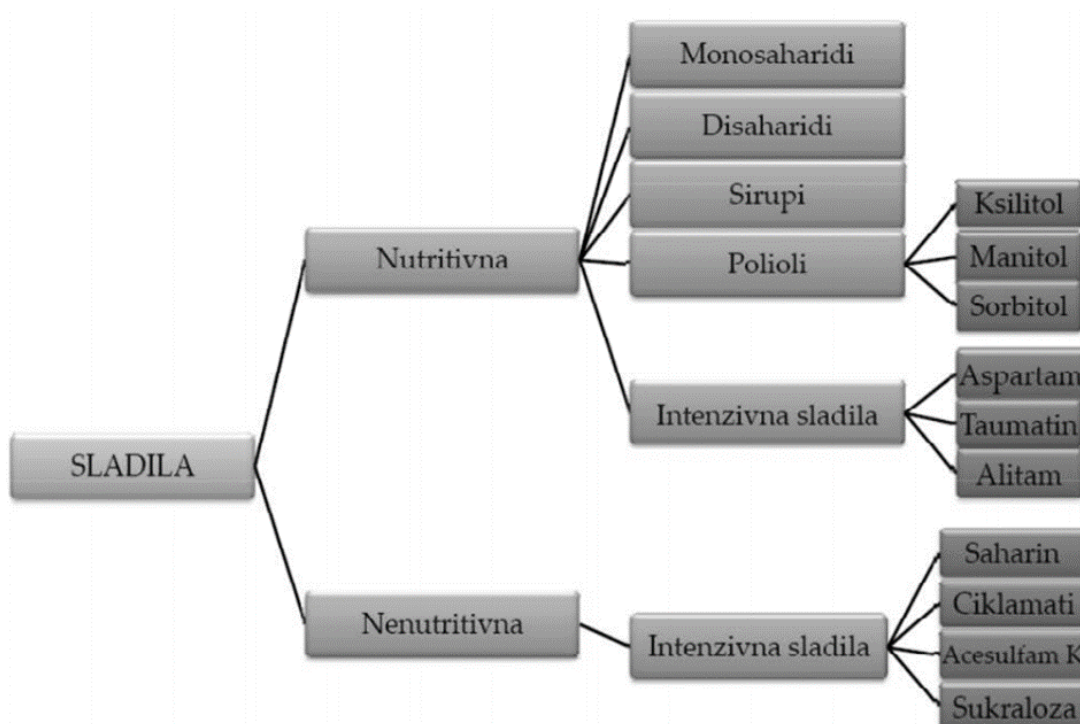 SLADILA
Nutritivna
Monosaharidi
Disaharidi
Sirupi
Polioli
Ksilitol
Manitol
Sorbitol
Intenzivna sladila
Aspartam
Taumatin
Alitam
Nenutritivna
Intenzivna sladila
Saharin
Ciklamati
Acesulfam K
Sukraloza